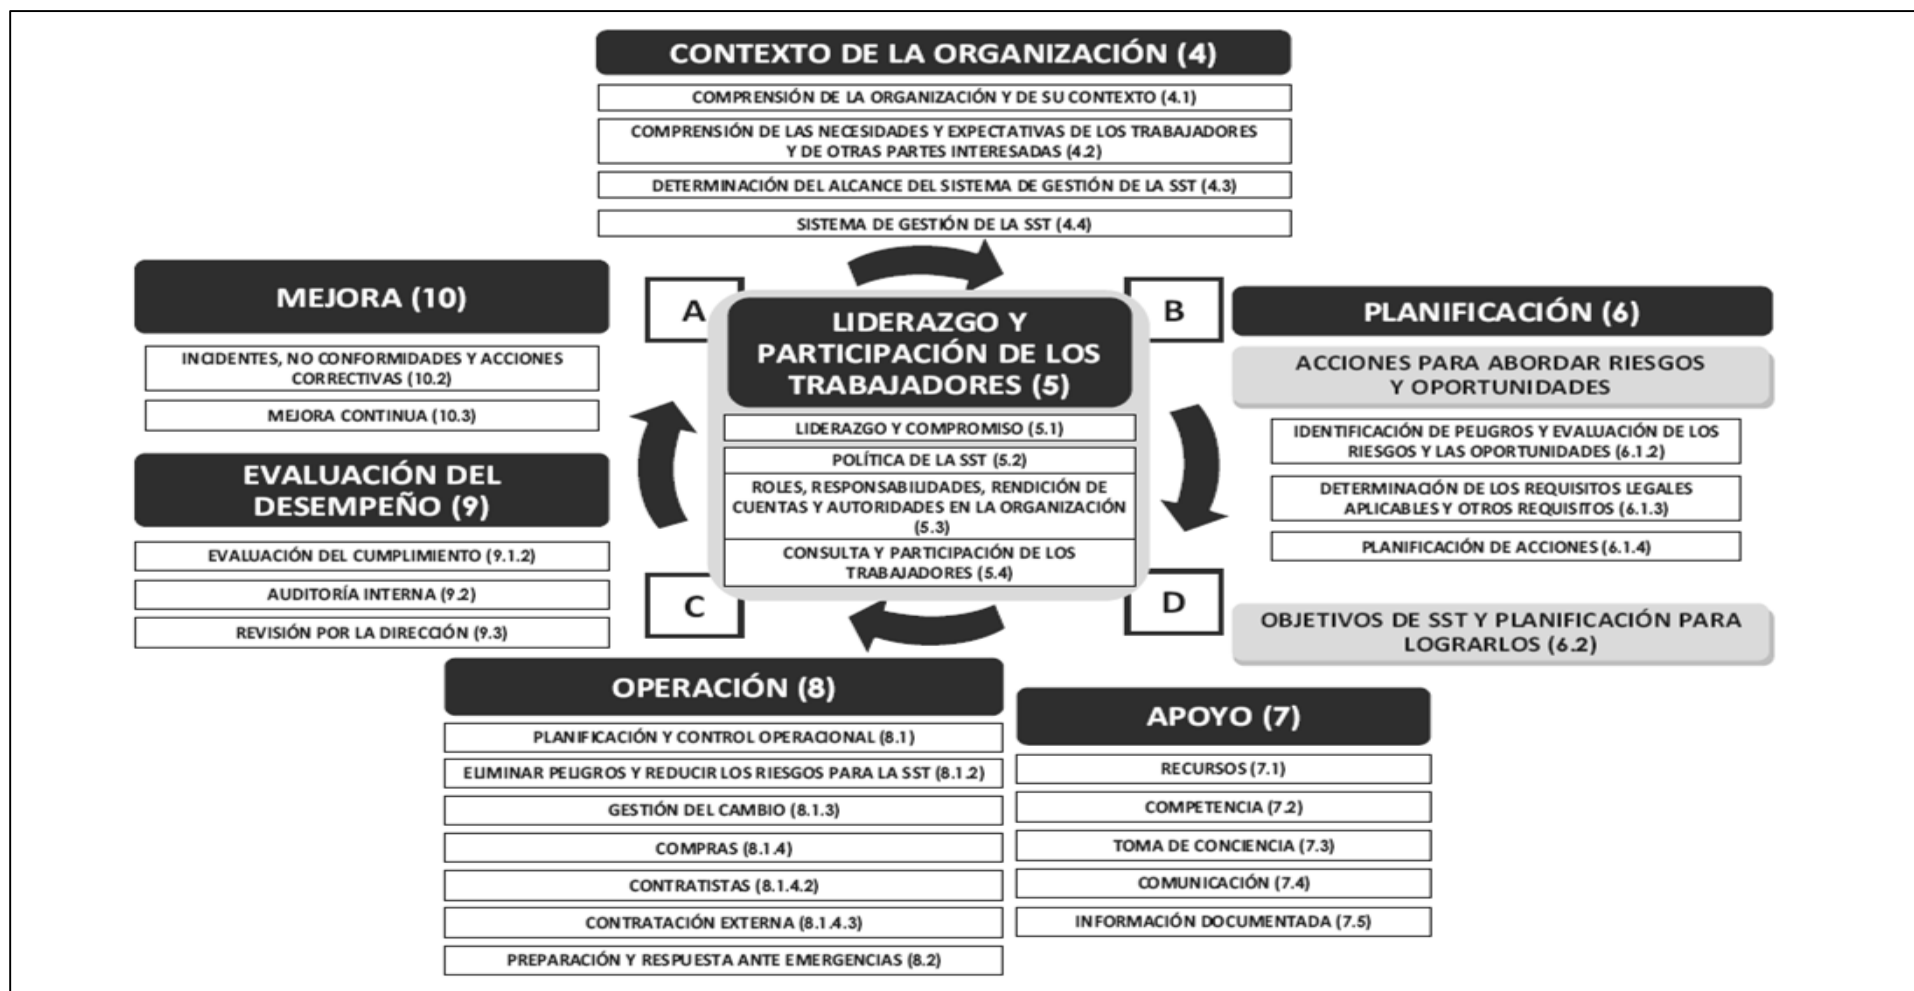 CONTEXTO DE LA ORGANIZACIÓN (4)
COMPRENSIÓN DE LA ORGANIZACIÓN Y DE SU CONTEXTO (4.1)
COMPRENSIÓN DE LAS NECESIDADES Y EXPECTATIVAS DE LOS TRABAJADORES
Y DE OTRAS PARTES INTERESADAS (4.2)
DETERMINACIÓN DEL ALCANCE DEL SISTEMA DE GESTIÓN DE LA SST (4.3)
SISTEMA DE GESTIÓN DE LA SST (4.4)
MEJORA (10)
INCIDENTES, NO CONFORMIDADES Y ACCIONES
CORRECTIVAS (10.2)
MEJORA CONTINUA (10.3)
EVALUACIÓN DEL
DESEMPEÑO (9)
EVALUACIÓN DEL CUMPLIMIENTO (9.1.2)
AUDITORÍA INTERNA (9.2)
REVISIÓN POR LA DIRECCIÓN (9.3)
A
B
C
D
LIDERAZGO Y
PARTICIPACIÓN DE LOS
TRABAJADORES (5)
LIDERAZGO Y COMPROMISO (5.1)
POLÍTICA DE LA SST (5.2)
ROLES, RESPONSABILIDADES, RENDICIÓN DE
CUENTAS Y AUTORIDADES EN LA ORGANIZACIÓN
(5.3)
CONSULTA Y PARTICIPACIÓN DE LOS
TRABAJADORES (5.4)
PLANIFICACIÓN (6)
ACCIONES PARA ABORDAR RIESGOS
Y OPORTUNIDADES
IDENTIFICACIÓN DE PELIGROS Y EVALUACIÓN DE LOS
RIESGOS Y LAS OPORTUNIDADES (6.1.2)
DETERMINACIÓN DE LOS REQUISITOS LEGALES
APLICABLES Y OTROS REQUISITOS (6.1.3)
PLANIFICACIÓN DE ACCIONES (6.1.4)
OBJETIVOS DE SST Y PLANIFICACIÓN PARA
LOGRARLOS (6.2)
OPERACIÓN (8)
PLANIFICACIÓN Y CONTROL OPERACIONAL (8.1)
ELIMINAR PELIGROS Y REDUCIR LOS RIESGOS PARA LA SST (8.1.2)
GESTIÓN DEL CAMBIO (8.1.3)
COMPRAS (8.1.4)
CONTRATISTAS (8.1.4.2)
CONTRATACIÓN EXTERNA (8.1.4.3)
PREPARACIÓN Y RESPUESTA ANTE EMERGENCIAS (8.2)
APOYO (7)
RECURSOS (7.1)
COMPETENCIA (7.2)
TOMA DE CONCIENCIA (7.3)
COMUNICACIÓN (7.4)
INFORMACIÓN DOCUMENTADA (7.5)